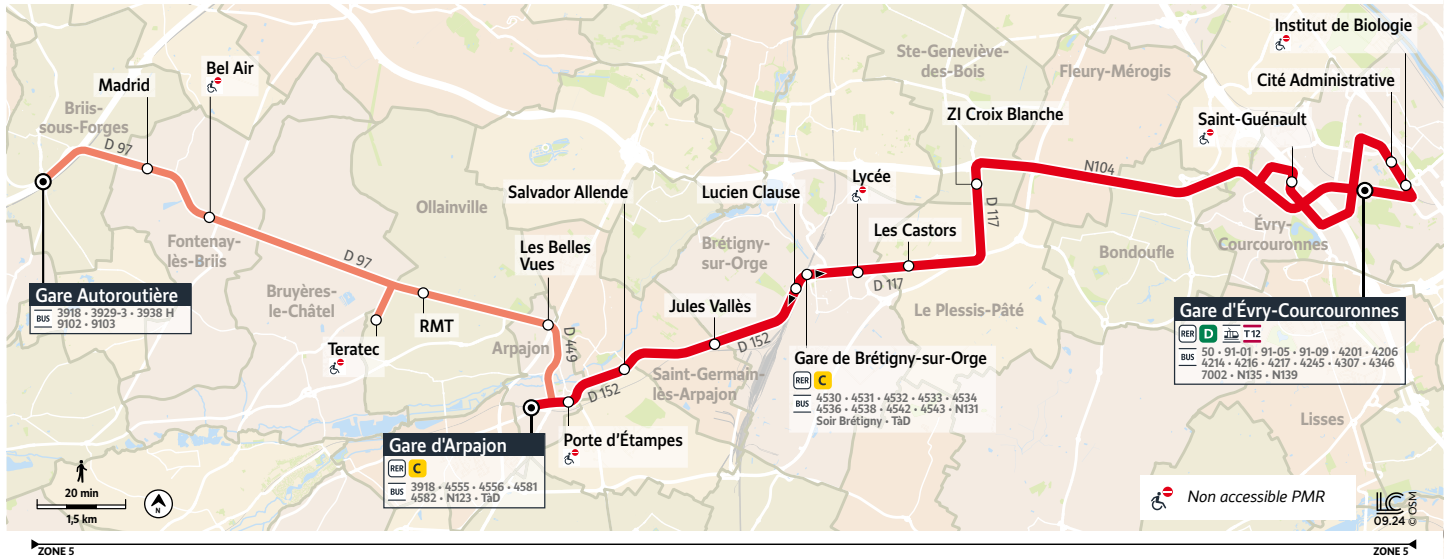 Institut de Biologie
Ste-Geneviève-
des-Bois
Fleury-Mérogis
Cité Administrative
Bel Air
Madrid
Briis-
sous-Forges
ZI Croix Blanche
Saint-Guénault
D 97
N104
Salvador Allende
Lucien Clause
Lycée
Ollainville
D 117
Fontenay-
lès-Briis
Les Belles
Vues
Brétigny-
sur-Orge
Les Castors
Évry-
Courcouronnes
Bondoufle
D 97
D 117
Gare Autoroutière
BUS
3918 • 3929-3 • 3938 H
9102 • 9103
Bruyères-
le-Châtel
RMT
Jules Vallès
Le Plessis-Pâté
Gare d'Évry-Courcouronnes
RER D T 12
BUS
50 • 91-01 • 91-05 • 91-09 • 4201 • 4206
4214 • 4216 • 4217 • 4245 • 4307 • 4346
7002 • N135 • N139
Teratec
Arpajon
D 449
D 152
Gare de Brétigny-sur-Orge
RER C
BUS
4530 • 4531 • 4532 • 4533 • 4534
4536 • 4538 • 4542 • 4543 • N131
Soir Brétigny • TàD
Saint-Germain-
lès-Arpajon
D 152
Lisses
Gare d'Arpajon
RER C
BUS
3918 • 4555 • 4556 • 4581
4582 • N123 • TàD
Porte d'Étampes
20 min
1,5 km
N
Non accessible PMR
LC
09.24
© OSM
ZONE 5
ZONE 5